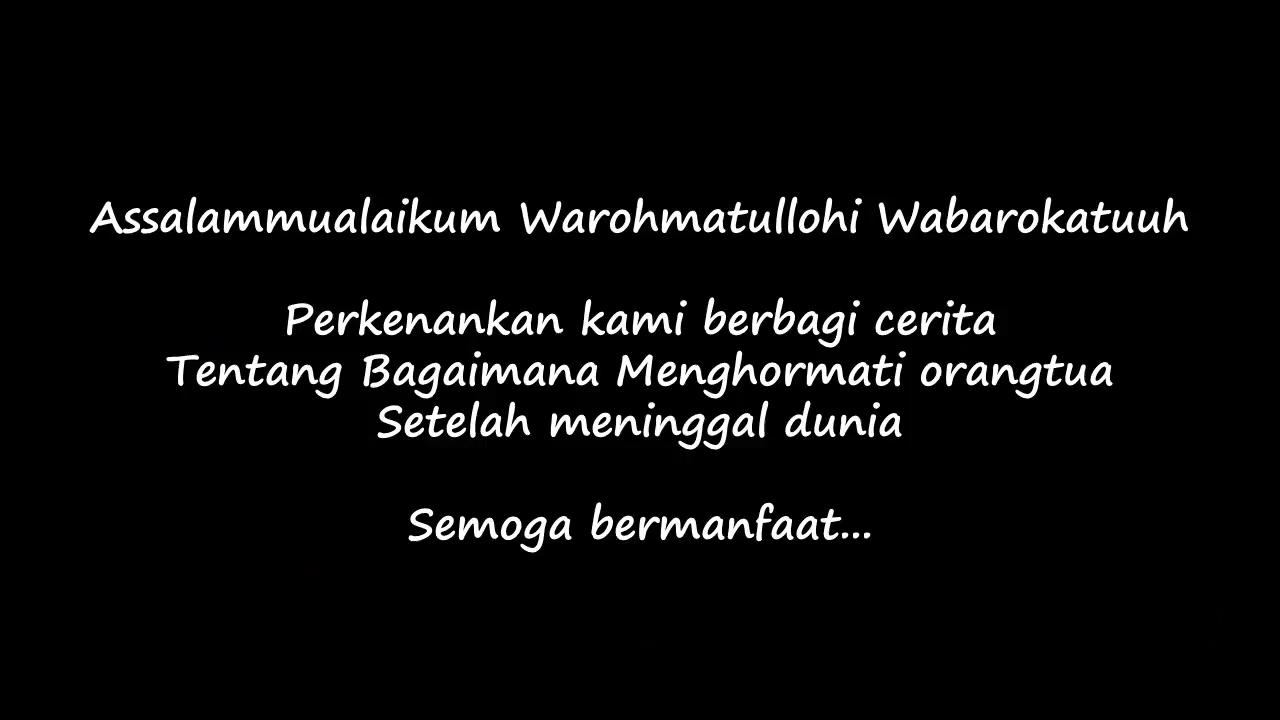 Assalammualaikum Warohmatullohi Wabarokatuuh
Perkenankan kami berbagi cerita
Tentang Bagaimana Menghormati orangtua
Setelah meninggal dunia
Semoga bermanfaat...